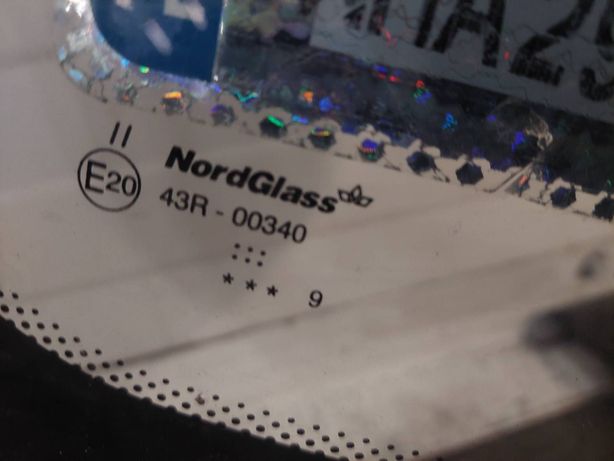 II
E20
NordGlass
43R - 00340
* * * 9